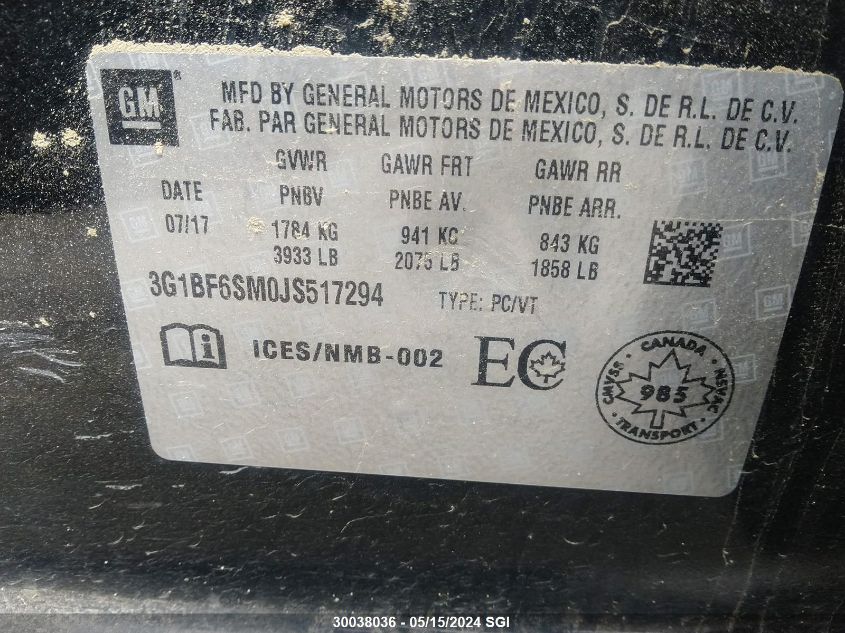 GM ®
MFD BY GENERAL MOTORS DE MEXICO, S. DE R.L. DE C.V.
FAB. PAR GENERAL MOTORS DE MEXICO, S. DE R.L. DE C.V.
GVWR GAWR FRT GAWR RR
DATE PNBV PNBE AV. PNBE ARR.
07/17 1784 KG 941 KG 843 KG
3933 LB 2075 LB 1858 LB
3G1BF6SM0JS517294 TYPE: PC/VT
i ICES/NMB-002 EC
CANADA
CMVSS 985 NSVAC
TRANSPORT
30038036 - 05/15/2024 SGI